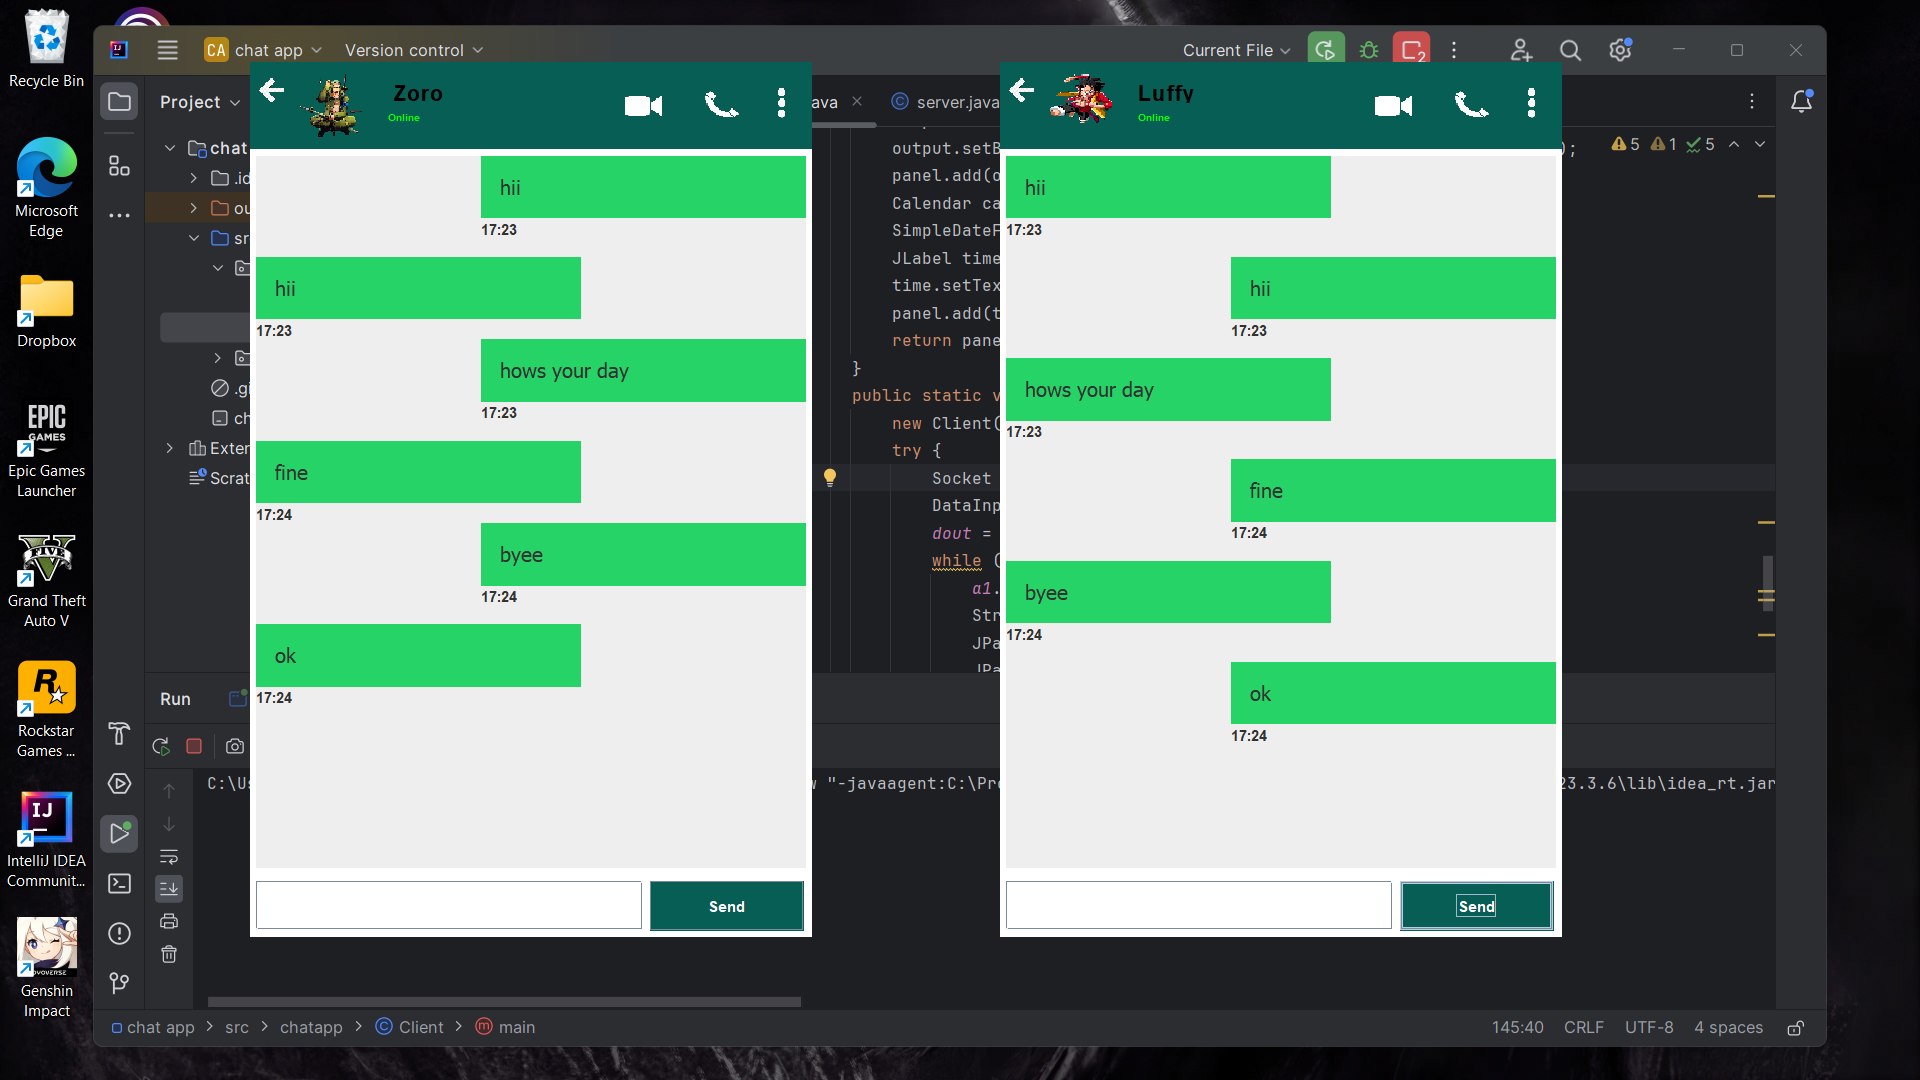 Recycle Bin
Microsoft
Edge
Dropbox
EPIC
GAMES
Epic Games
Launcher
FIVE
Grand Theft
Auto V
Rockstar
Games ...
IJ
IntelliJ IDEA
Communit...
Genshin
Impact
IJ
CA chat app
Version control
Current File
2
Project
chat
.id
ou
sr
.gi
ch
Exter
Scrat
ava
server.java
5
1
5
output.setB
);
panel.add(o
Calendar ca
SimpleDateF
JLabel time
time.setTex
panel.add(t
return pane
}
public static v
new Client(
try {
Socket
DataInp
dout =
while (
a1.
Str
JPa
JPa
Zoro
Online
hii
17:23
hii
17:23
hows your day
17:23
fine
17:24
byee
17:24
ok
17:24
Send
Luffy
Online
hii
17:23
hii
17:23
hows your day
17:23
fine
17:24
byee
17:24
ok
17:24
Send
Run
C:\Us
"-javaagent:C:\Pro
23.3.6\lib\idea_rt.jar
chat app > src > chatapp > Client > main
145:40 CRLF UTF-8 4 spaces